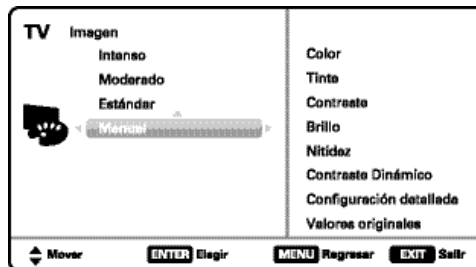 TV Imagen
Intenso
Moderado
Estándar
Manual
Color
Tinte
Contraste
Brillo
Nitidez
Contraste Dinámico
Configuración detallada
Valores originales
Mover ENTER Elegir MENU Regresar EXIT Salir